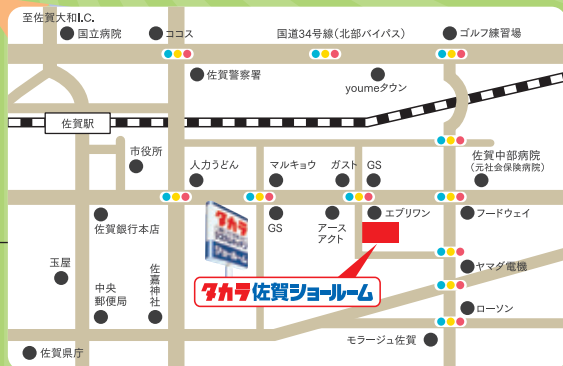 至佐賀大和I.C.
国立病院
ココス
国道34号線（北部バイパス）
ゴルフ練習場
佐賀警察署
youmeタウン
佐賀駅
市役所
人力うどん
マルキョウ
ガスト
GS
佐賀中部病院
（元社会保険病院）
佐賀銀行本店
GS
アース
アクト
エブリワン
フードウェイ
タカラ
ショールーム
玉屋
中央
郵便局
佐嘉神社
タカラ佐賀ショールーム
ヤマダ電機
ローソン
モラージュ佐賀
佐賀県庁